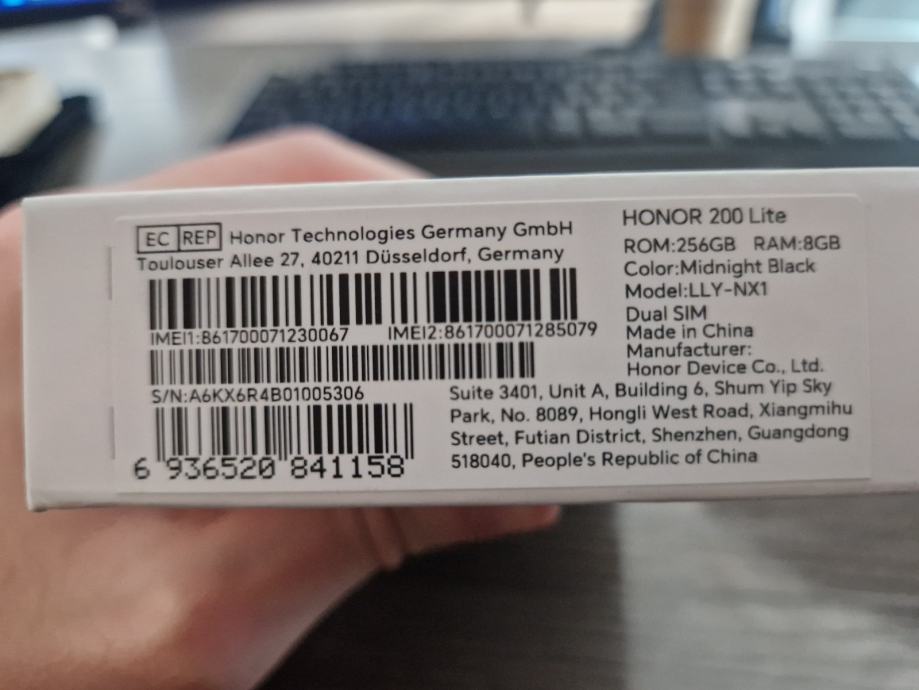 EC REP Honor Technologies Germany GmbH
Toulouser Allee 27, 40211 Düsseldorf, Germany
IMEI1:861700071230067 IMEI2:861700071285079
S/N:A6KX6R4B01005306
6 936520 841158
HONOR 200 Lite
ROM:256GB RAM:8GB
Color:Midnight Black
Model:LLY-NX1
Dual SIM
Made in China
Manufacturer:
Honor Device Co., Ltd.
Suite 3401, Unit A, Building 6, Shum Yip Sky
Park, No. 8089, Hongli West Road, Xiangmihu
Street, Futian District, Shenzhen, Guangdong
518040, People's Republic of China